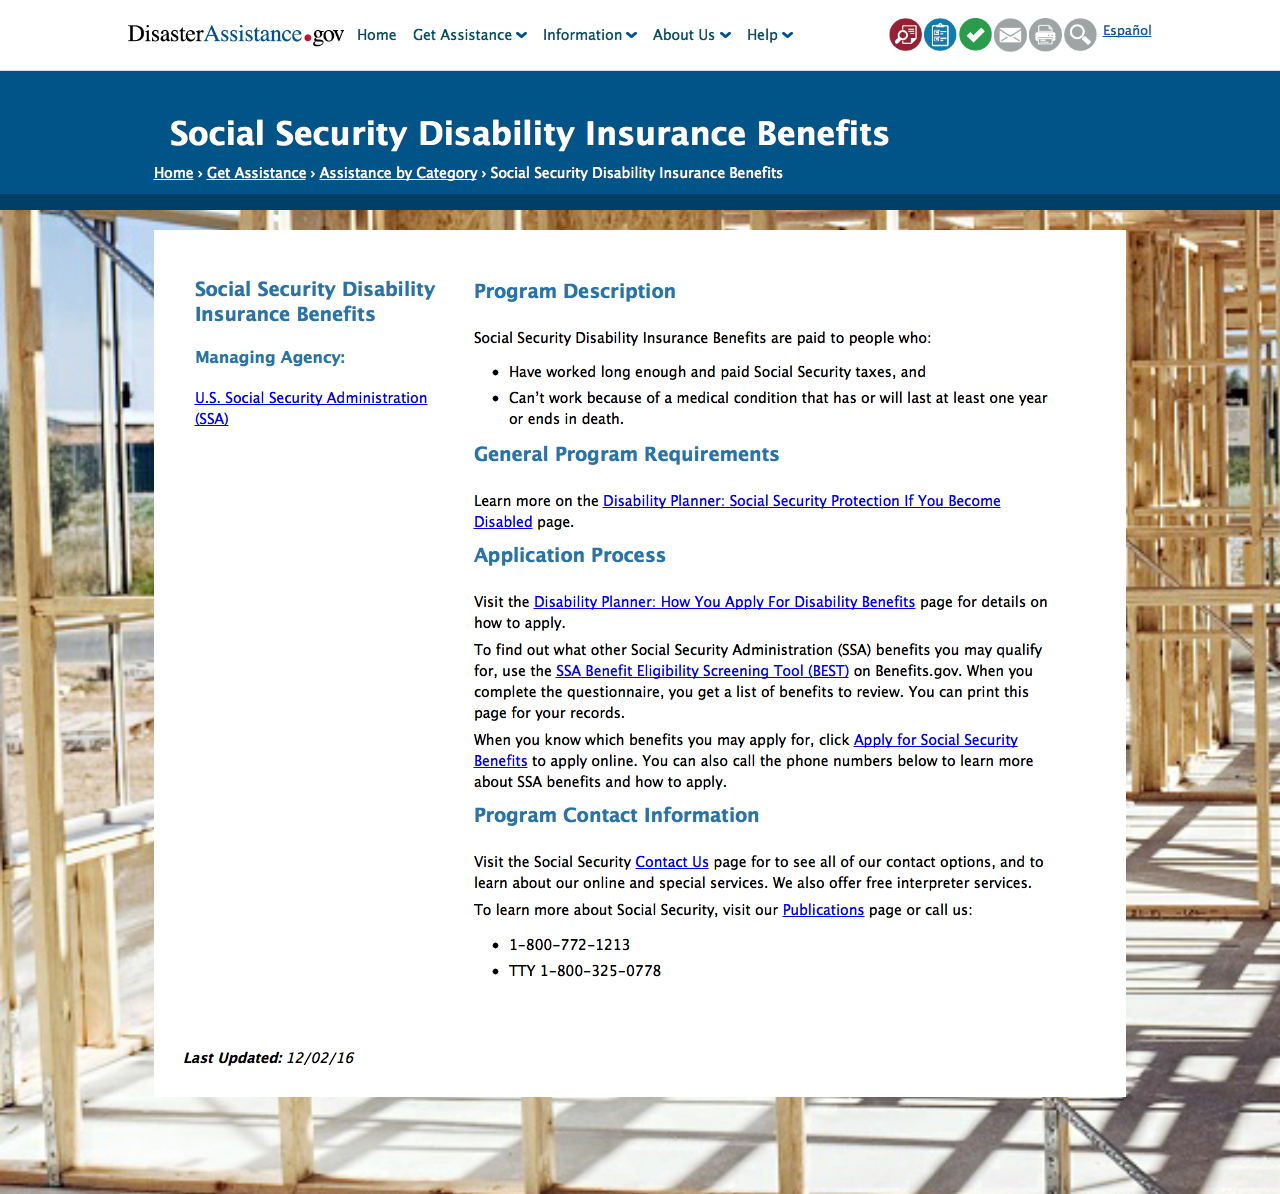 DisasterAssistance.gov Home Get Assistance Information About Us Help Español
Social Security Disability Insurance Benefits
Home › Get Assistance › Assistance by Category › Social Security Disability Insurance Benefits
Social Security Disability
Insurance Benefits
Managing Agency:
U.S. Social Security Administration
(SSA)
Program Description
Social Security Disability Insurance Benefits are paid to people who:
• Have worked long enough and paid Social Security taxes, and
• Can’t work because of a medical condition that has or will last at least one year
or ends in death.
General Program Requirements
Learn more on the Disability Planner: Social Security Protection If You Become
Disabled page.
Application Process
Visit the Disability Planner: How You Apply For Disability Benefits page for details on
how to apply.
To find out what other Social Security Administration (SSA) benefits you may qualify
for, use the SSA Benefit Eligibility Screening Tool (BEST) on Benefits.gov. When you
complete the questionnaire, you get a list of benefits to review. You can print this
page for your records.
When you know which benefits you may apply for, click Apply for Social Security
Benefits to apply online. You can also call the phone numbers below to learn more
about SSA benefits and how to apply.
Program Contact Information
Visit the Social Security Contact Us page for to see all of our contact options, and to
learn about our online and special services. We also offer free interpreter services.
To learn more about Social Security, visit our Publications page or call us:
• 1-800-772-1213
• TTY 1-800-325-0778
Last Updated: 12/02/16